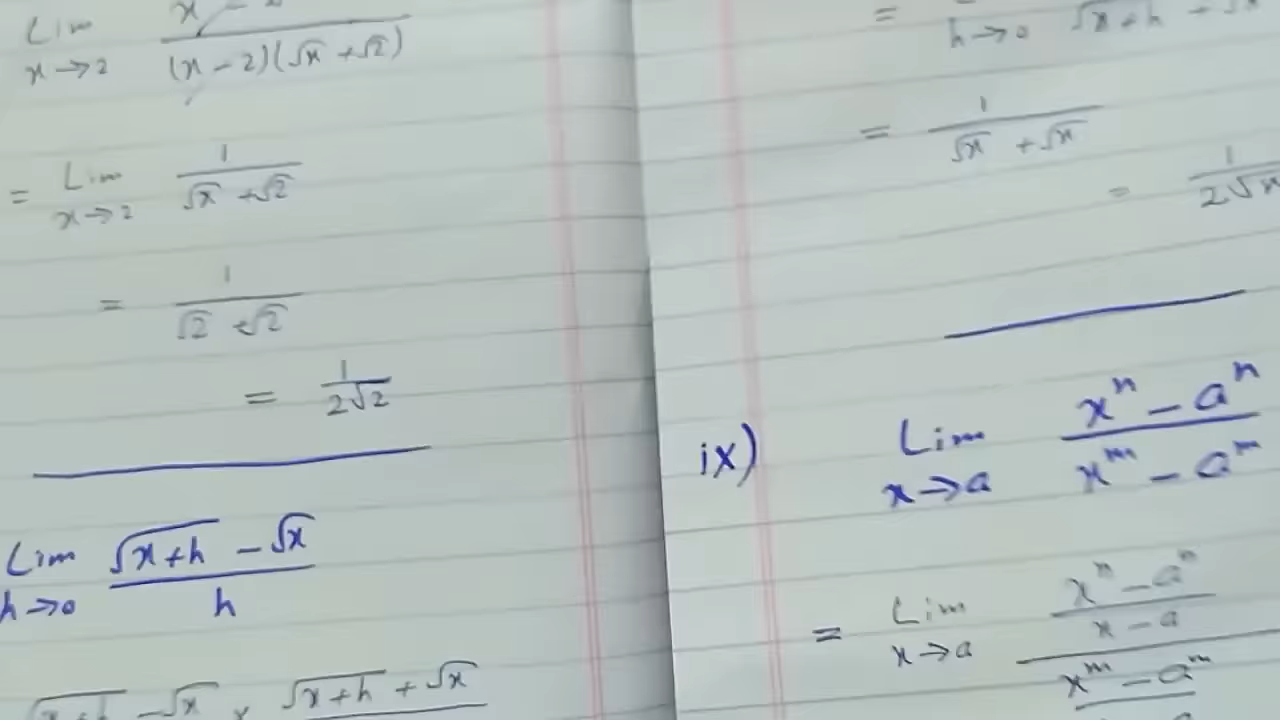 Lim x→2 x - 2 / (x - 2)(√x + √2)
= Lim x→2 1 / √x + √2
= 1 / √2 + √2
= 1 / 2√2
Lim h→0 √x+h - √x / h
√x+h - √x × √x+h + √x
= h→0 √x+h + √x
= 1 / √x + √x
= 1 / 2√x
ix) Lim x→a xⁿ - aⁿ / xᵐ - aᵐ
= Lim x→a xⁿ - aⁿ / x - a
xᵐ - aᵐ